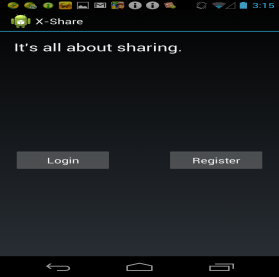 3:15
X-Share
It's all about sharing.
Login
Register